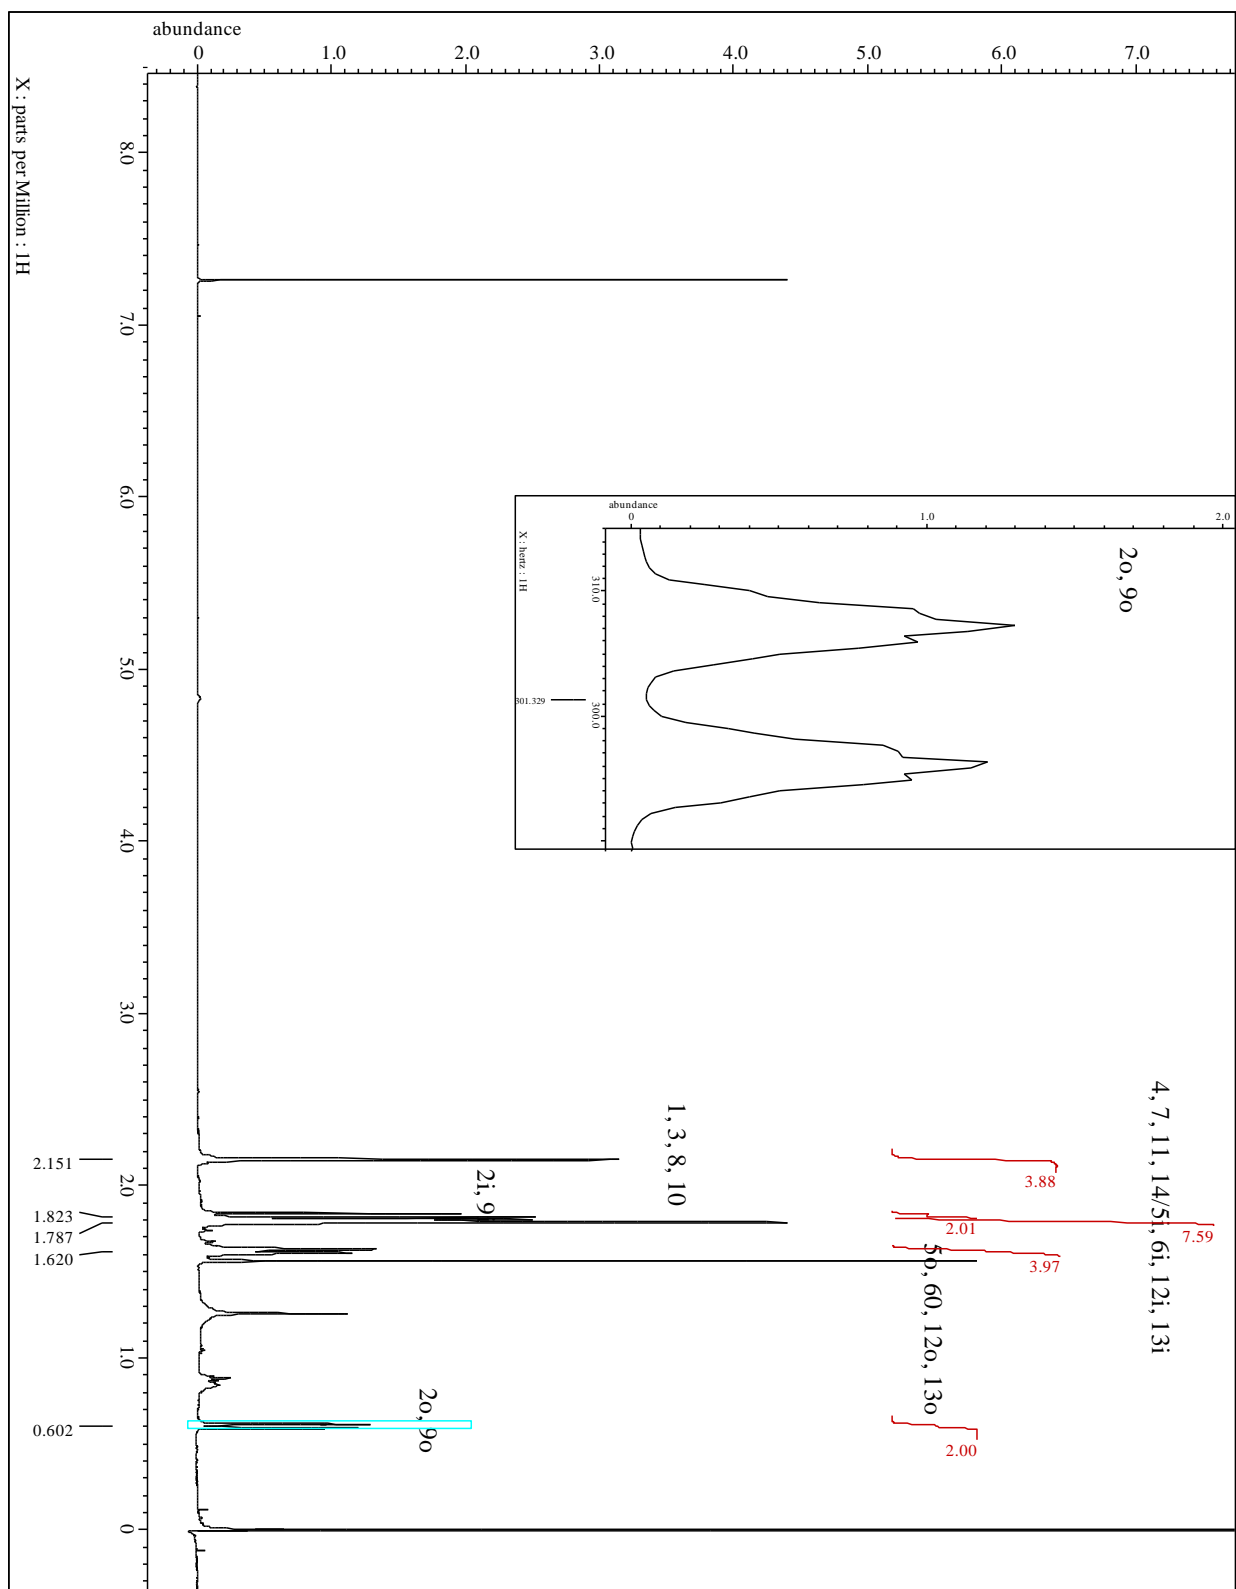 abundance
0 1.0 2.0 3.0 4.0 5.0 6.0 7.0
X : parts per Million : 1H
8.0 7.0 6.0 5.0 4.0 3.0 2.0 1.0 0
abundance
0 1.0 2.0
X : hertz : 1H
310.0 300.0
301.329
2o, 9o
4, 7, 11, 14/5i, 6i, 12i, 13i
1, 3, 8, 10
2i, 9
5o, 60, 12o, 13o
2o, 9o
2.151
1.823
1.787
1.620
0.602
3.88
2.01
7.59
3.97
2.00